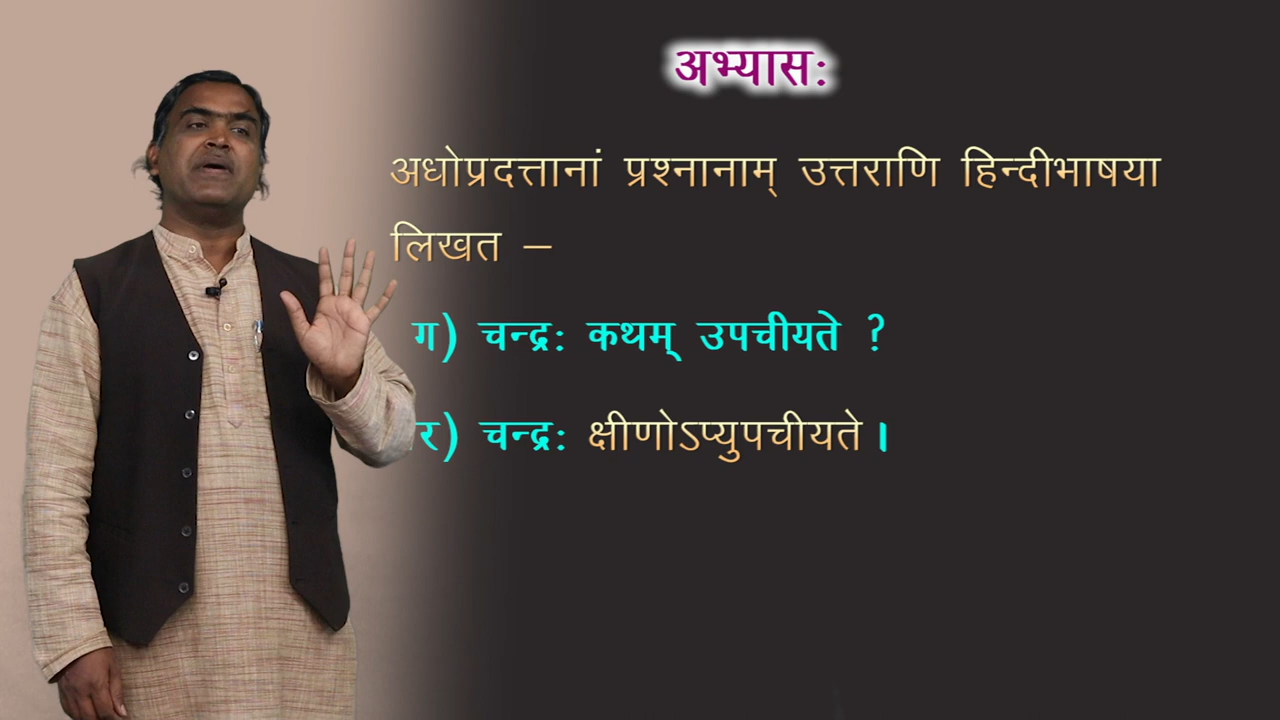 अभ्यासः
अधोप्रदत्तानां प्रश्नानाम् उत्तराणि हिन्दीभाषया
लिखत –
ग) चन्द्रः कथम् उपचीयते ?
र) चन्द्रः क्षीणोऽप्युपचीयते ।